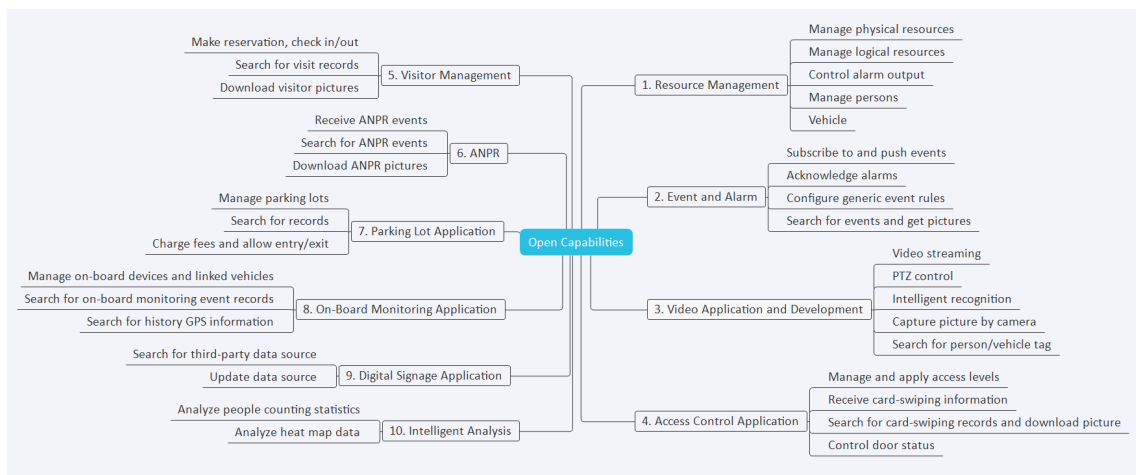 Open Capabilities
1. Resource Management
Manage physical resources
Manage logical resources
Control alarm output
Manage persons
Vehicle
2. Event and Alarm
Subscribe to and push events
Acknowledge alarms
Configure generic event rules
Search for events and get pictures
3. Video Application and Development
Video streaming
PTZ control
Intelligent recognition
Capture picture by camera
Search for person/vehicle tag
4. Access Control Application
Manage and apply access levels
Receive card-swiping information
Search for card-swiping records and download picture
Control door status
5. Visitor Management
Make reservation, check in/out
Search for visit records
Download visitor pictures
6. ANPR
Receive ANPR events
Search for ANPR events
Download ANPR pictures
7. Parking Lot Application
Manage parking lots
Search for records
Charge fees and allow entry/exit
8. On-Board Monitoring Application
Manage on-board devices and linked vehicles
Search for on-board monitoring event records
Search for history GPS information
9. Digital Signage Application
Search for third-party data source
Update data source
10. Intelligent Analysis
Analyze people counting statistics
Analyze heat map data